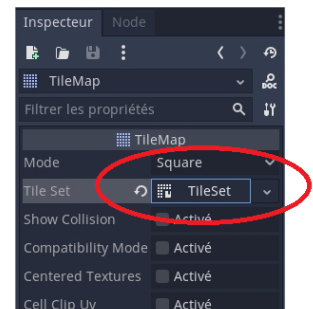 Inspecteur Node
TileMap DOC
Filtrer les propriétés
TileMap
Mode Square
Tile Set TileSet
Show Collision Activé
Compatibility Mode Activé
Centered Textures Activé
Cell Clip Uv Activé